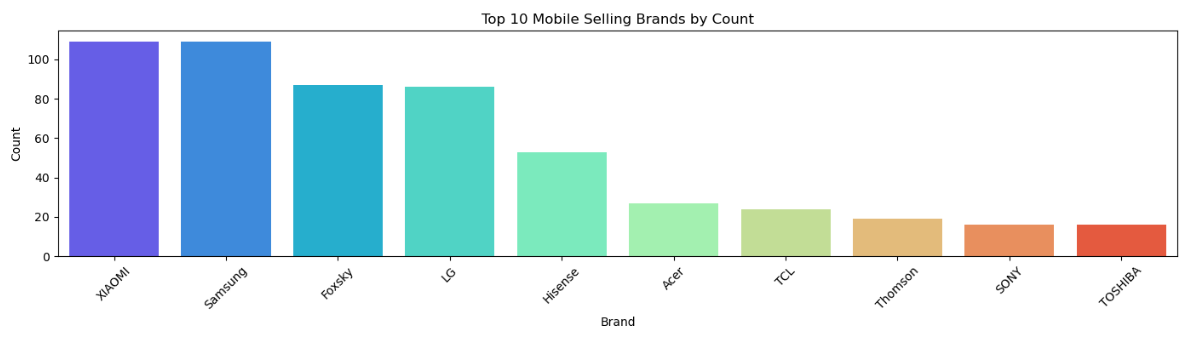 Top 10 Mobile Selling Brands by Count
Count
100
80
60
40
20
0
XIAOMI
Samsung
Foxsky
LG
Hisense
Acer
TCL
Thomson
SONY
TOSHIBA
Brand